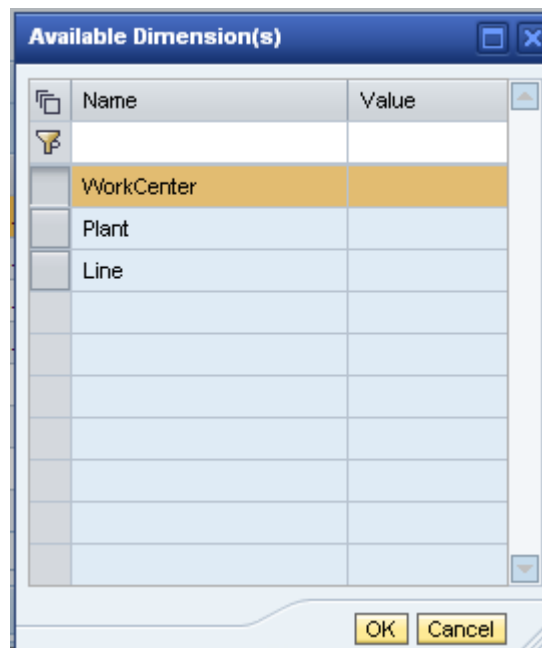 Available Dimension(s)
Name Value
WorkCenter
Plant
Line
OK Cancel